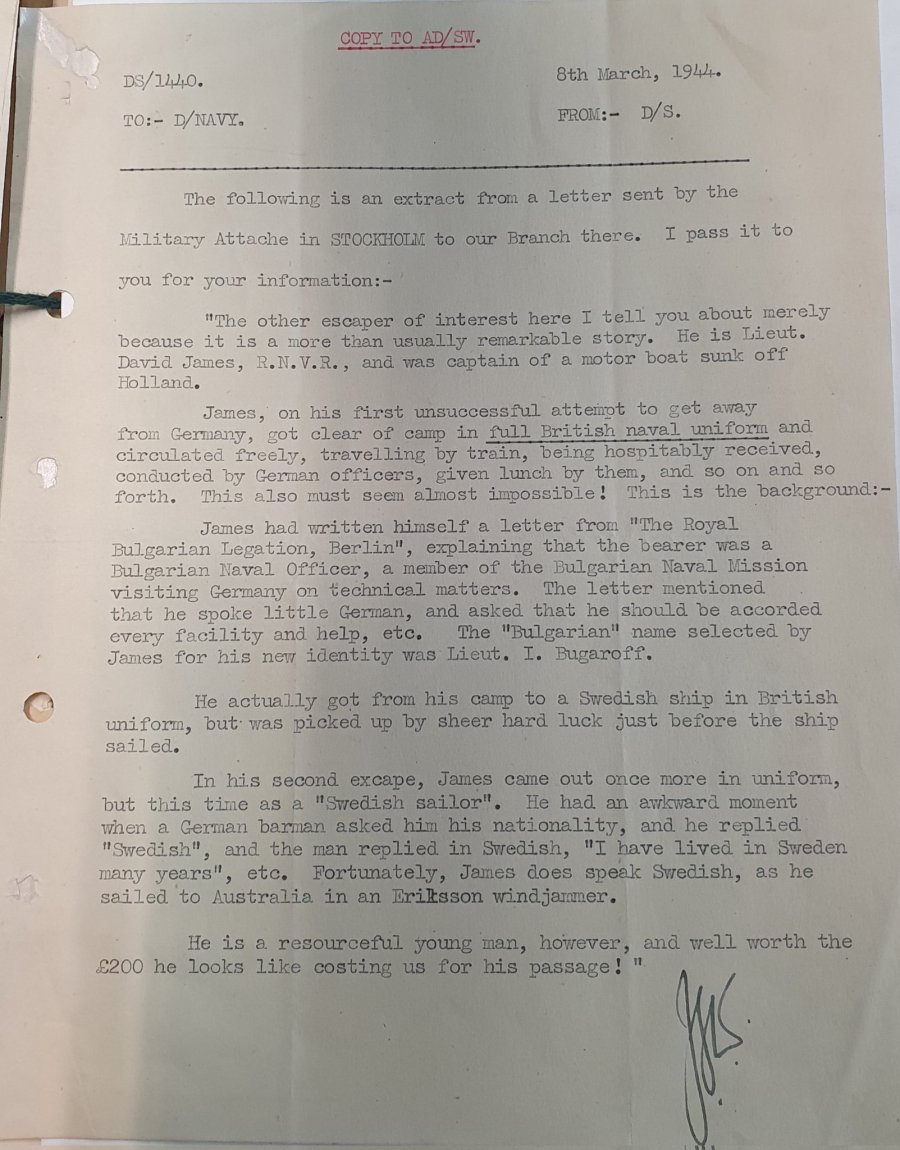 COPY TO AD/SW.
DS/1440.
8th March, 1944.
TO:- D/NAVY.
FROM:- D/S.
The following is an extract from a letter sent by the
Military Attache in STOCKHOLM to our Branch there. I pass it to
you for your information:-
"The other escaper of interest here I tell you about merely
because it is a more than usually remarkable story. He is Lieut.
David James, R.N.V.R., and was captain of a motor boat sunk off
Holland.
James, on his first unsuccessful attempt to get away
from Germany, got clear of camp in full British naval uniform and
circulated freely, travelling by train, being hospitably received,
conducted by German officers, given lunch by them, and so on and so
forth. This also must seem almost impossible! This is the background:-
James had written himself a letter from "The Royal
Bulgarian Legation, Berlin", explaining that the bearer was a
Bulgarian Naval Officer, a member of the Bulgarian Naval Mission
visiting Germany on technical matters. The letter mentioned
that he spoke little German, and asked that he should be accorded
every facility and help, etc. The "Bulgarian" name selected by
James for his new identity was Lieut. I. Bugaroff.
He actually got from his camp to a Swedish ship in British
uniform, but was picked up by sheer hard luck just before the ship
sailed.
In his second excape, James came out once more in uniform,
but this time as a "Swedish sailor". He had an awkward moment
when a German barman asked him his nationality, and he replied
"Swedish", and the man replied in Swedish, "I have lived in Sweden
many years", etc. Fortunately, James does speak Swedish, as he
sailed to Australia in an Eriksson windjammer.
He is a resourceful young man, however, and well worth the
£200 he looks like costing us for his passage! "